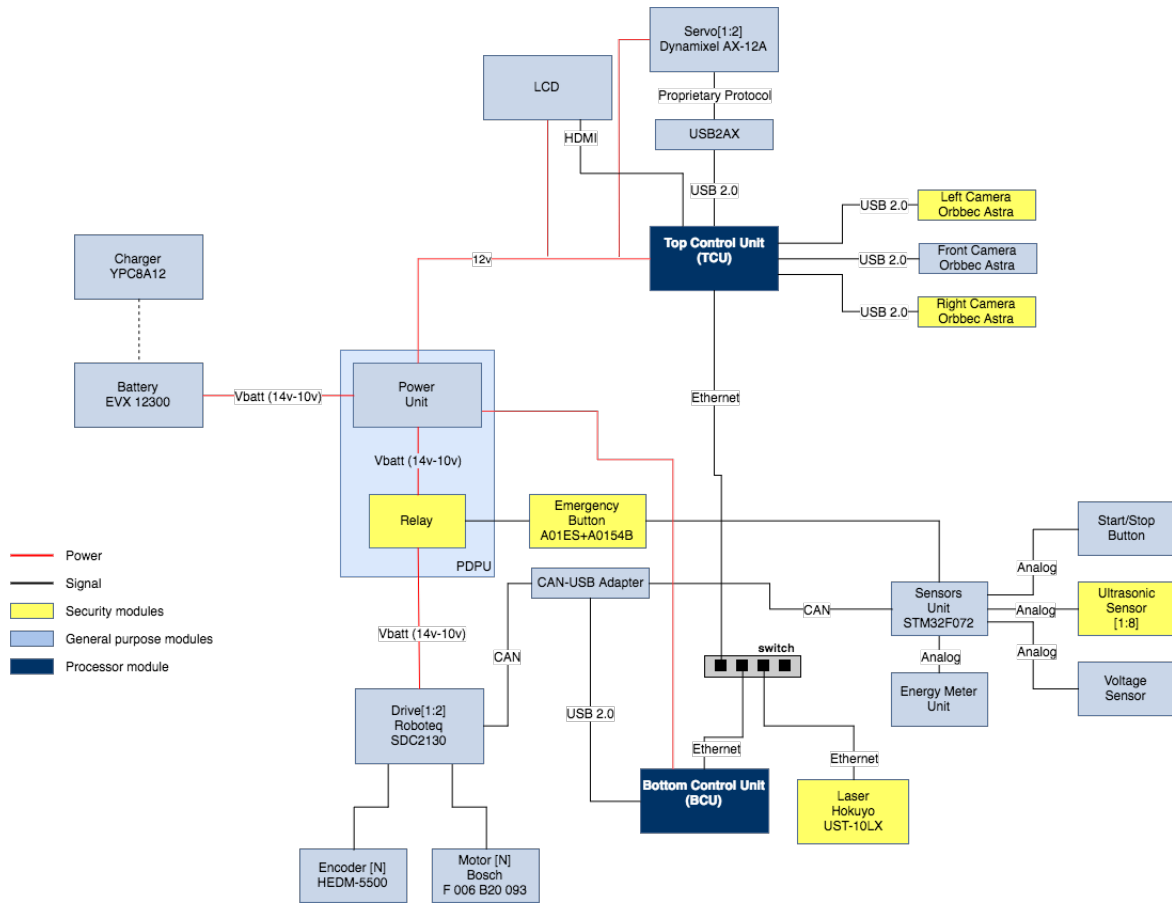 Servo[1:2]
Dynamixel AX-12A
LCD
Proprietary Protocol
HDMI
USB2AX
USB 2.0
Left Camera
Orbbec Astra
USB 2.0
Top Control Unit
(TCU)
Front Camera
Orbbec Astra
USB 2.0
Right Camera
Orbbec Astra
USB 2.0
Charger
YPC8A12
12v
Battery
EVX 12300
Vbatt (14v-10v)
Power
Unit
Ethernet
Vbatt (14v-10v)
Relay
PDPU
Emergency
Button
A01ES+A0154B
Start/Stop
Button
Power
Signal
Security modules
General purpose modules
Processor module
CAN-USB Adapter
CAN
Sensors
Unit
STM32F072
Analog
Analog
Analog
Ultrasonic
Sensor
[1:8]
Vbatt (14v-10v)
CAN
switch
Analog
Energy Meter
Unit
Voltage
Sensor
Drive[1:2]
Roboteq
SDC2130
USB 2.0
Ethernet
Ethernet
Bottom Control Unit
(BCU)
Laser
Hokuyo
UST-10LX
Encoder [N]
HEDM-5500
Motor [N]
Bosch
F 006 B20 093